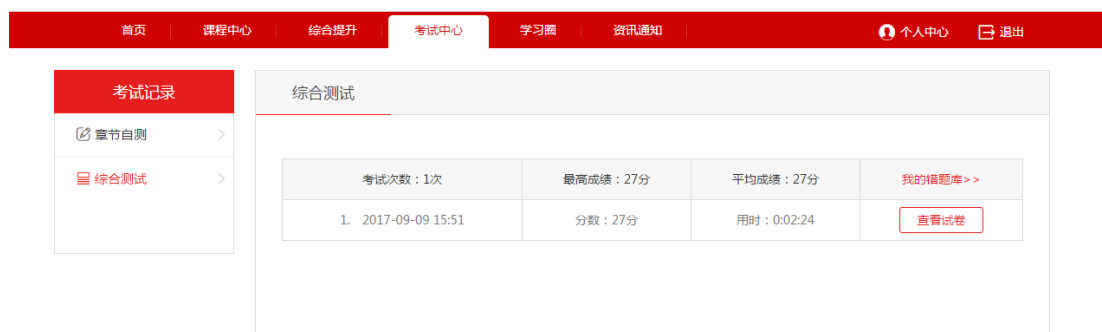 首页 课程中心 综合提升 考试中心 学习圈 资讯通知 个人中心 退出
考试记录
章节自测
综合测试
综合测试
考试次数：1次 最高成绩：27分 平均成绩：27分 我的错题库>>
1. 2017-09-09 15:51 分数：27分 用时：0:02:24 查看试卷